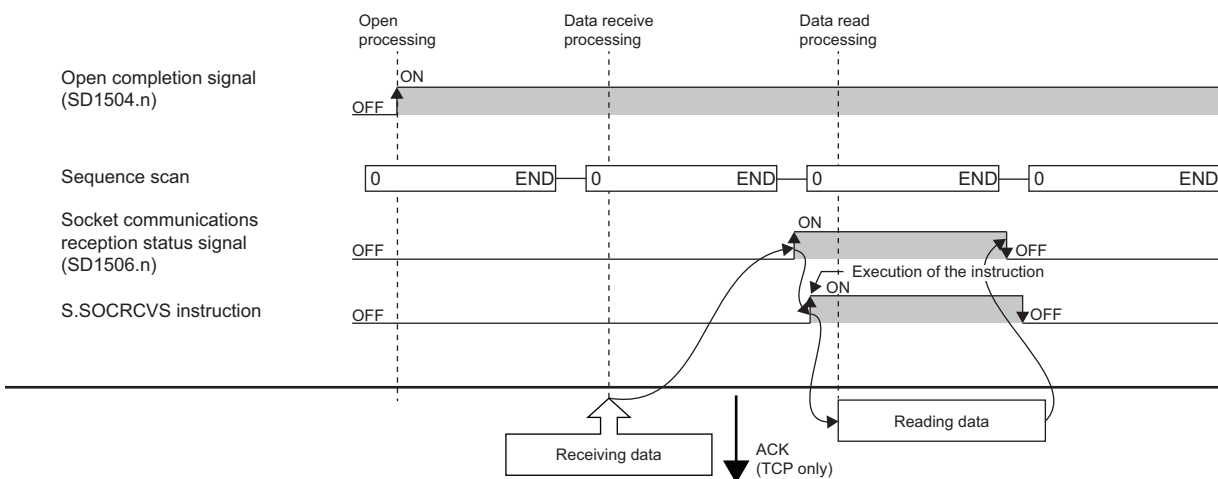 Open
processing
Data receive
processing
Data read
processing
Open completion signal
(SD1504.n)
OFF
ON
Sequence scan
0 END 0 END 0 END 0 END
Socket communications
reception status signal
(SD1506.n)
OFF
ON
OFF
Execution of the instruction
S.SOCRCVS instruction
OFF
ON
OFF
Receiving data
ACK
(TCP only)
Reading data